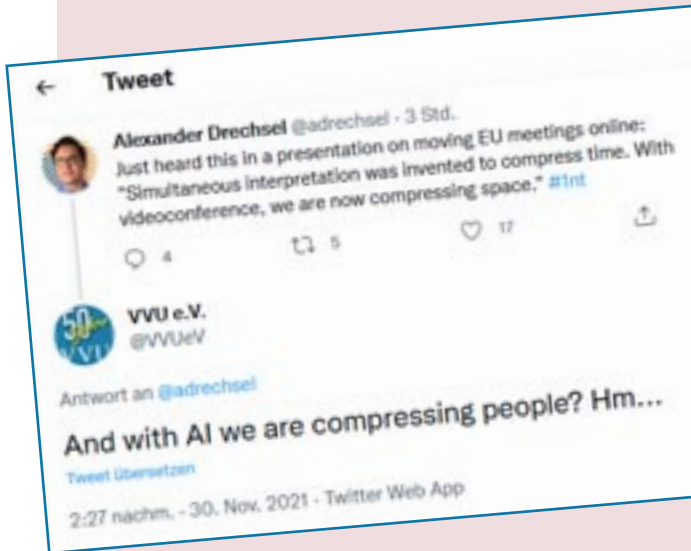 ← Tweet
Alexander Drechsel @adrechsel · 3 Std.
Just heard this in a presentation on moving EU meetings online:
"Simultaneous interpretation was invented to compress time. With
videoconference, we are now compressing space." #1nt
4 5 17
50
VVU
VVU e.V.
@VVUeV
Antwort an @adrechsel
And with AI we are compressing people? Hm...
Tweet übersetzen
2:27 nachm. · 30. Nov. 2021 · Twitter Web App